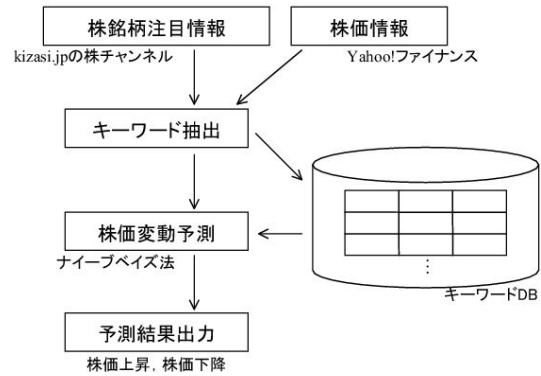 株銘柄注目情報
株価情報
kizasi.jpの株チャンネル
Yahoo!ファイナンス
キーワード抽出
株価変動予測
ナイーブベイズ法
⋮
キーワードDB
予測結果出力
株価上昇, 株価下降